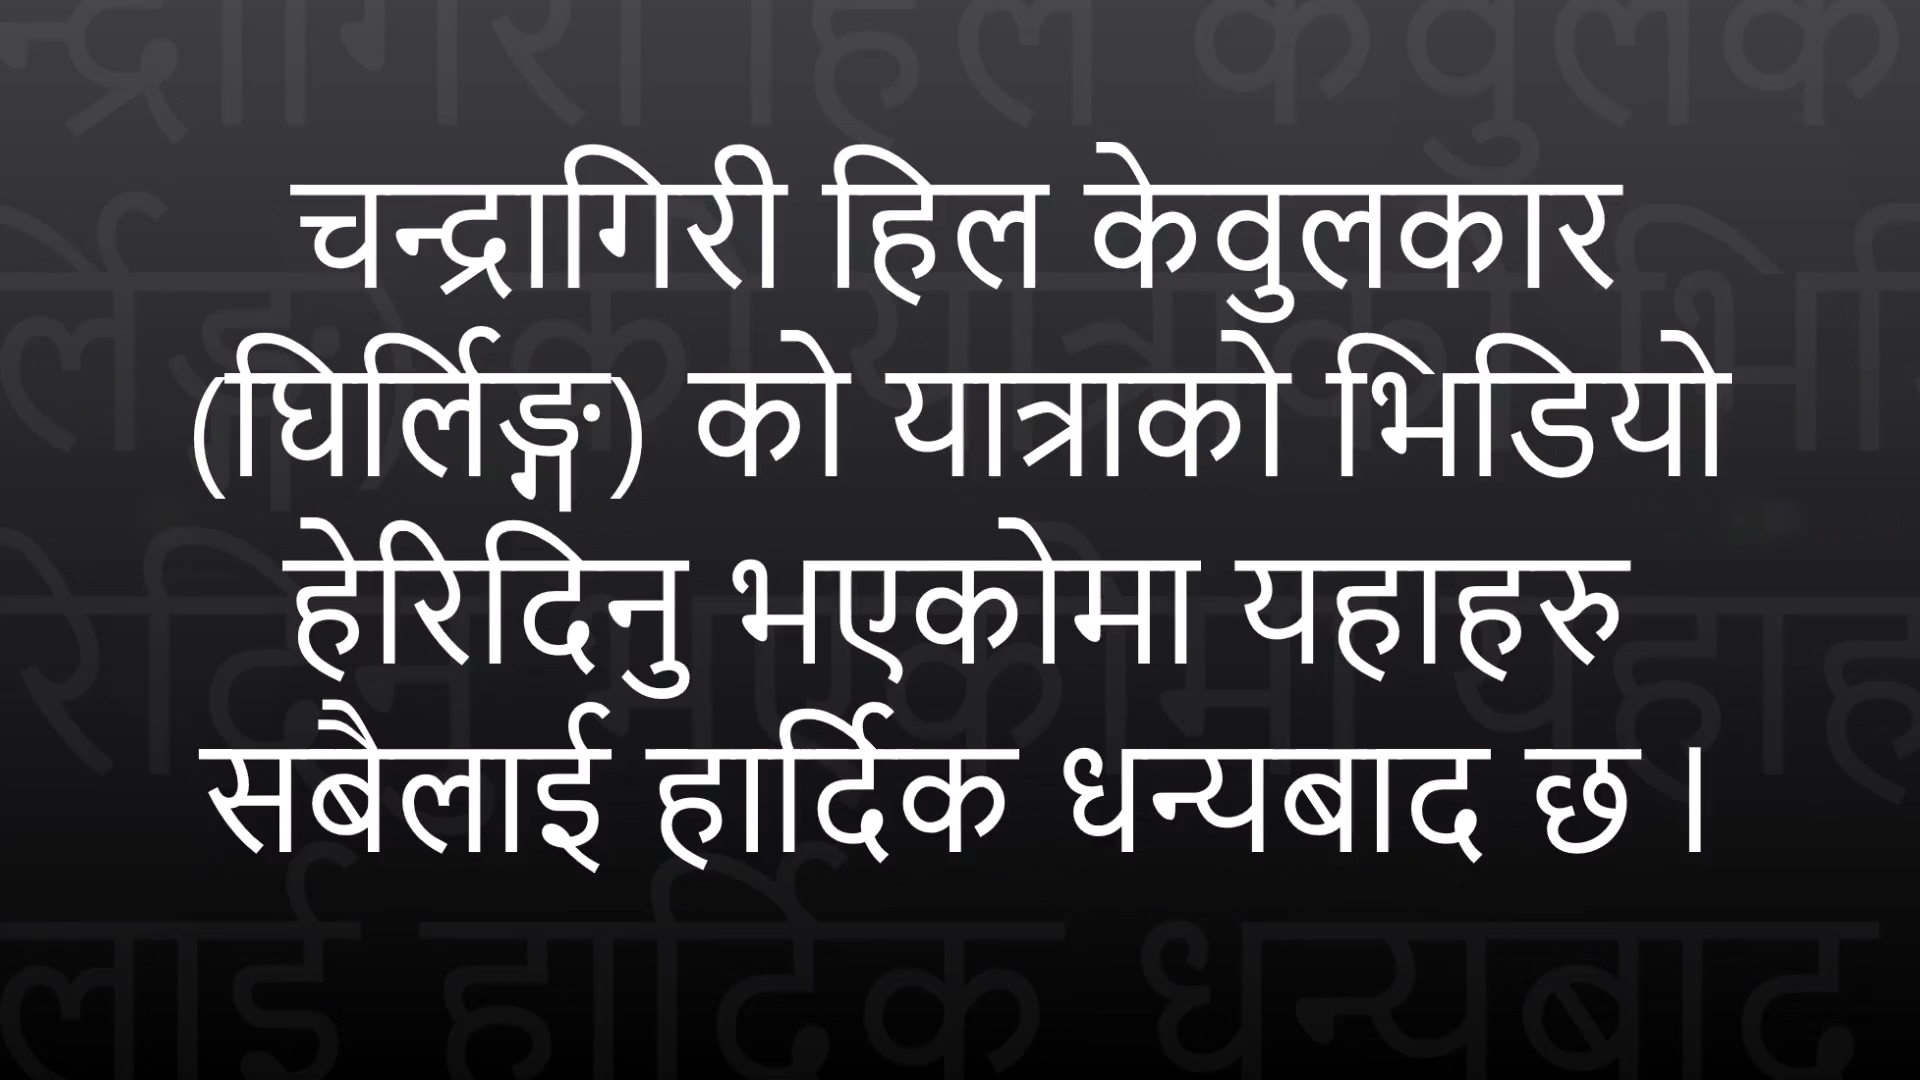 चन्द्रागिरी हिल केवुलकार
(घिर्लिङ्ग) को यात्राको भिडियो
हेरिदिनु भएकोमा यहाहरु
सबैलाई हार्दिक धन्यबाद छ ।